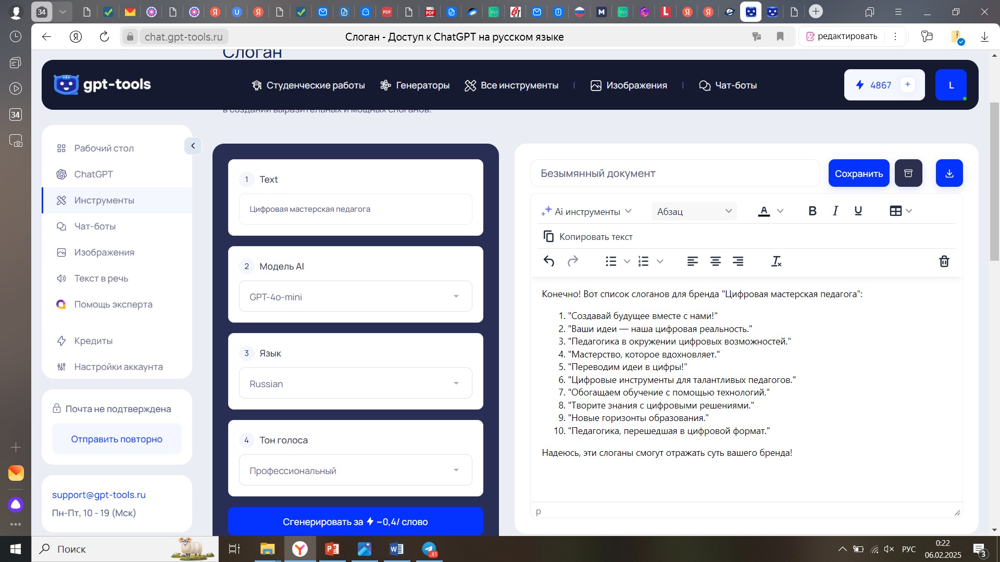 34
chat.gpt-tools.ru
Слоган - Доступ к ChatGPT на русском языке
редактировать
Слоган
gpt-tools
Студенческие работы
Генераторы
Все инструменты
Изображения
Чат-боты
4867
+
L
в создании выразительных и мощных слоганов.
34
Рабочий стол
ChatGPT
Инструменты
Чат-боты
Изображения
Текст в речь
Помощь эксперта
Кредиты
Настройки аккаунта
Почта не подтверждена
Отправить повторно
support@gpt-tools.ru
Пн-Пт, 10 - 19 (Мск)
1 Text
Цифровая мастерская педагога
2 Модель AI
GPT-4o-mini
3 Язык
Russian
4 Тон голоса
Профессиональный
Сгенерировать за ~0,4/ слово
Безымянный документ
Сохранить
Ai инструменты
Абзац
A
B
I
U
Копировать текст
Конечно! Вот список слоганов для бренда "Цифровая мастерская педагога":
1. "Создавай будущее вместе с нами!"
2. "Ваши идеи — наша цифровая реальность."
3. "Педагогика в окружении цифровых возможностей."
4. "Мастерство, которое вдохновляет."
5. "Переводим идеи в цифры!"
6. "Цифровые инструменты для талантливых педагогов."
7. "Обогащаем обучение с помощью технологий."
8. "Творите знания с цифровыми решениями."
9. "Новые горизонты образования."
10. "Педагогика, перешедшая в цифровой формат."
Надеюсь, эти слоганы смогут отражать суть вашего бренда!
p
Поиск
..81
РУС
0:22
06.02.2025
3